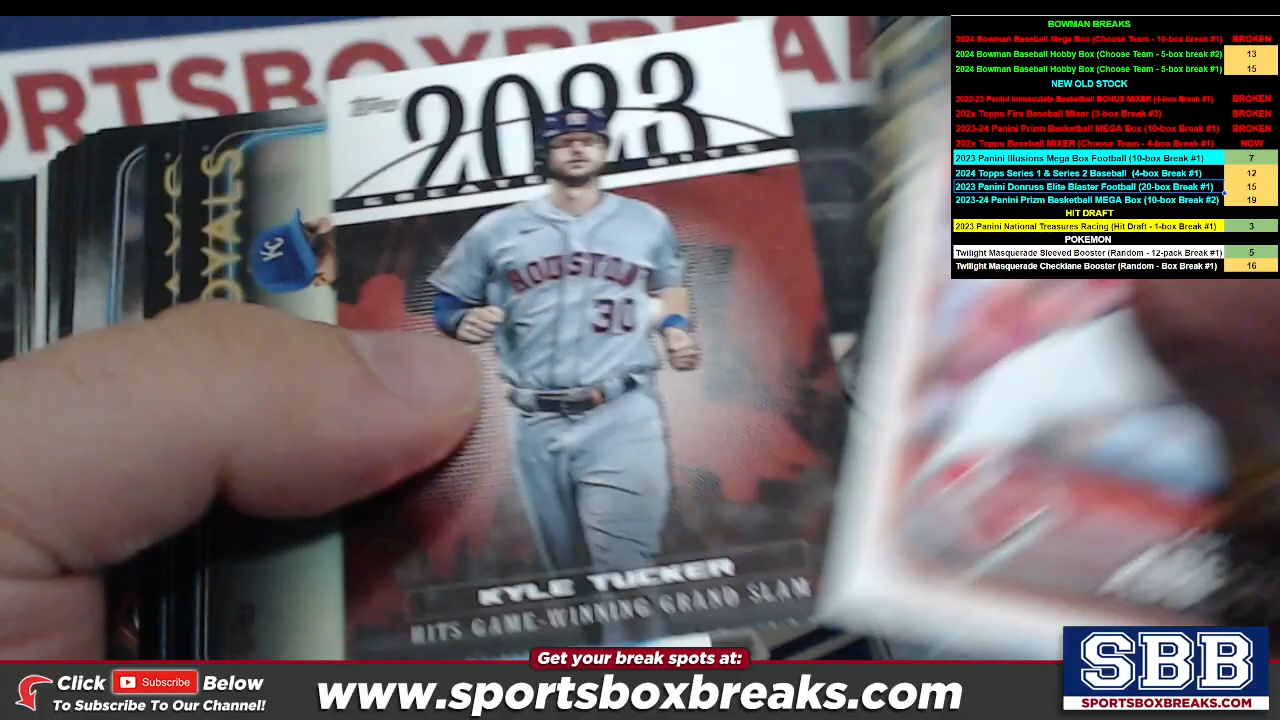 SPORTSBOXBREA
Topps
2023
GREATEST HITS
ROYALS
KC
HOUSTON
30
KYLE TUCKER
HITS GAME-WINNING GRAND SLAM
BOWMAN BREAKS
2024 Bowman Baseball Mega Box (Choose Team - 10-box break #1) BROKEN
2024 Bowman Baseball Hobby Box (Choose Team - 5-box break #2) 13
2024 Bowman Baseball Hobby Box (Choose Team - 5-box break #1) 15
NEW OLD STOCK
2022-23 Panini Immaculate Basketball BONUS MIXER (4-box Break #1) BROKEN
202x Topps Fire Baseball Mixer (3-box Break #3) BROKEN
2023-24 Panini Prizm Basketball MEGA Box (10-box Break #1) BROKEN
202x Topps Baseball MIXER (Choose Team - 4-box Break #1) NOW
2023 Panini Illusions Mega Box Football (10-box Break #1) 7
2024 Topps Series 1 & Series 2 Baseball (4-box Break #1) 12
2023 Panini Donruss Elite Blaster Football (20-box Break #1) 15
2023-24 Panini Prizm Basketball MEGA Box (10-box Break #2) 19
HIT DRAFT
2023 Panini National Treasures Racing (Hit Draft - 1-box Break #1) 3
POKEMON
Twilight Masquerade Sleeved Booster (Random - 12-pack Break #1) 5
Twilight Masquerade Checklane Booster (Random - Box Break #1) 16
Get your break spots at:
Click Subscribe Below
To Subscribe To Our Channel!
www.sportsboxbreaks.com
SBB
SPORTSBOXBREAKS.COM